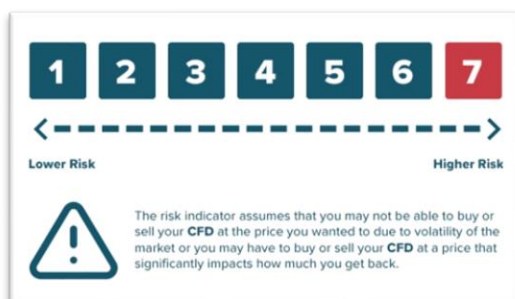 1 2 3 4 5 6 7
Lower Risk Higher Risk
The risk indicator assumes that you may not be able to buy or
sell your CFD at the price you wanted to due to volatility of the
market or you may have to buy or sell your CFD at a price that
significantly impacts how much you get back.